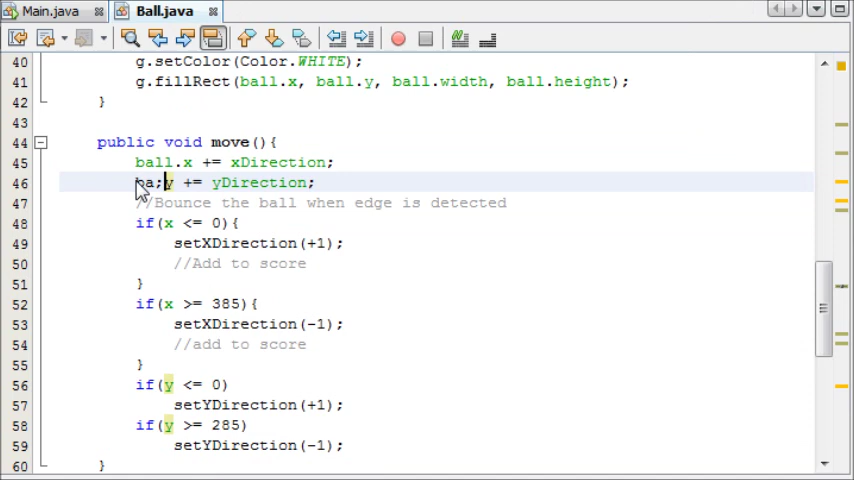 Main.java Ball.java
40 g.setColor(Color.WHITE);
41 g.fillRect(ball.x, ball.y, ball.width, ball.height);
42 }
43
44 public void move(){
45 ball.x += xDirection;
46 ba;y += yDirection;
47 //Bounce the ball when edge is detected
48 if(x <= 0){
49 setXDirection(+1);
50 //Add to score
51 }
52 if(x >= 385){
53 setXDirection(-1);
54 //add to score
55 }
56 if(y <= 0)
57 setYDirection(+1);
58 if(y >= 285)
59 setYDirection(-1);
60 }